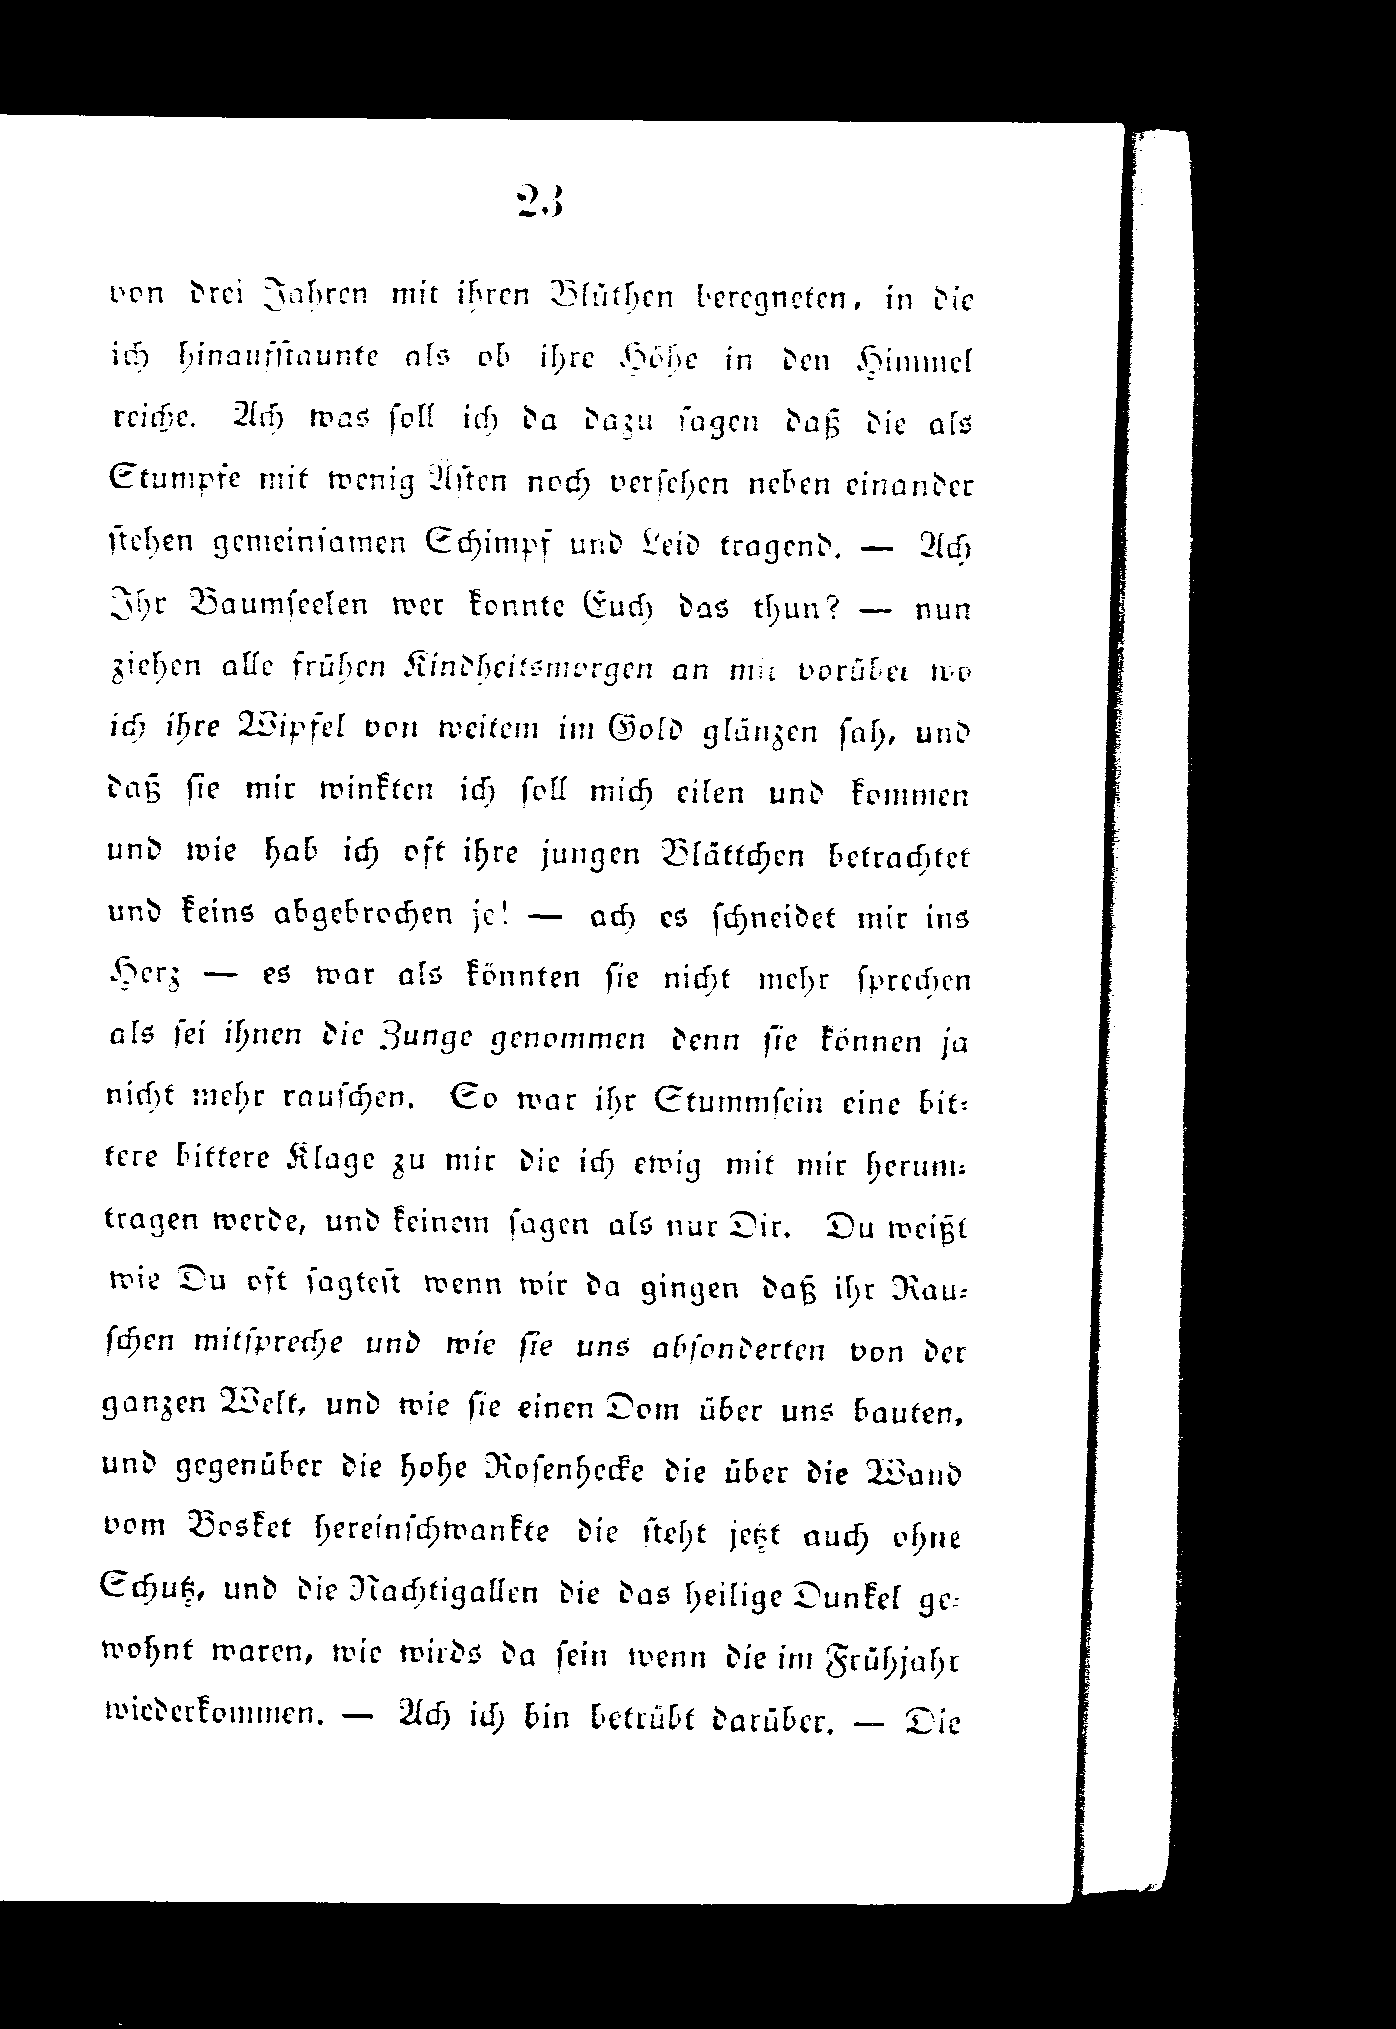 23
von drei Jahren mit ihren Blüthen beregneten, in die
ich hinaufſtaunte als ob ihre Höhe in den Himmel
reiche. Ach was ſoll ich da dazu ſagen daß die als
Stumpfe mit wenig Äſten noch verſehen neben einander
ſtehen gemeinſamen Schimpf und Leid tragend. — Ach
Ihr Baumſeelen wer konnte Euch das thun? — nun
ziehen alle frühen Kindheitsmorgen an mir vorüber wo
ich ihre Wipfel von weitem im Gold glänzen ſah, und
daß ſie mir winkten ich ſoll mich eilen und kommen
und wie hab ich oft ihre jungen Blättchen betrachtet
und keins abgebrochen je! — ach es ſchneidet mir ins
Herz — es war als könnten ſie nicht mehr ſprechen
als ſei ihnen die Zunge genommen denn ſie können ja
nicht mehr rauſchen. So war ihr Stummſein eine bit-
tere bittere Klage zu mir die ich ewig mit mir herum-
tragen werde, und keinem ſagen als nur Dir. Du weißt
wie Du oft ſagteſt wenn wir da gingen daß ihr Rau-
ſchen mitſpreche und wie ſie uns abſonderten von der
ganzen Welt, und wie ſie einen Dom über uns bauten,
und gegenüber die hohe Roſenhecke die über die Wand
vom Bosket hereinſchwankte die ſteht jetzt auch ohne
Schutz, und die Nachtigallen die das heilige Dunkel ge-
wohnt waren, wie wirds da ſein wenn die im Frühjahr
wiederkommen. — Ach ich bin betrübt darüber. — Die